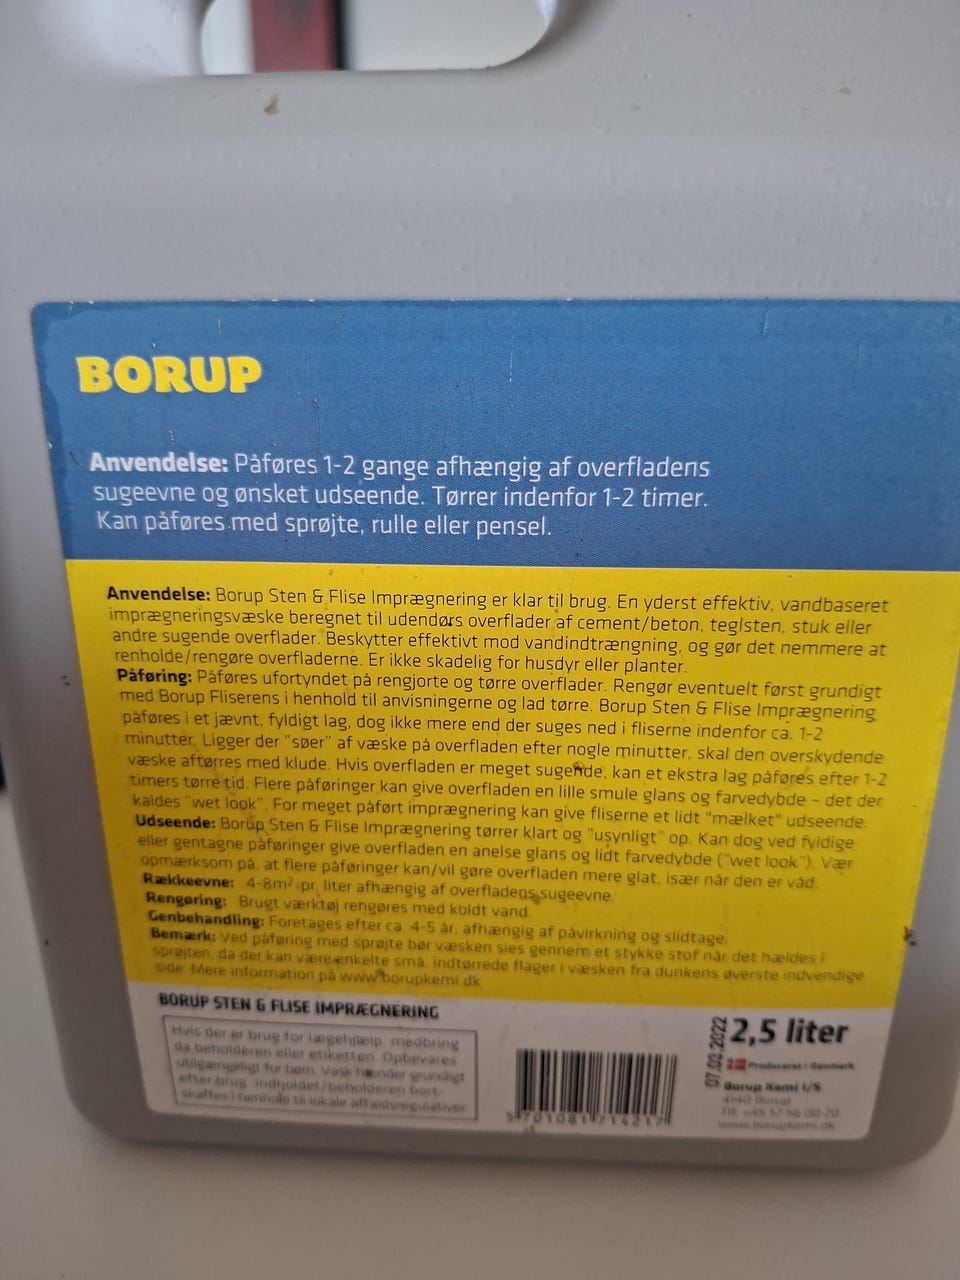 BORUP
Anvendelse: Påføres 1-2 gange afhængig af overfladens
sugeevne og ønsket udseende. Tørrer indenfor 1-2 timer.
Kan påføres med sprøjte, rulle eller pensel.
Anvendelse: Borup Sten & Flise Imprægnering er klar til brug. En yderst effektiv, vandbaseret
imprægneringsvæske beregnet til udendørs overflader af cement/beton, teglsten, stuk eller
andre sugende overflader. Beskytter effektivt mod vandindtrængning, og gør det nemmere at
renholde/rengøre overfladerne. Er ikke skadelig for husdyr eller planter.
Påføring: Påføres ufortyndet på rengjorte og tørre overflader. Rengør eventuelt først grundigt
med Borup Fliserens i henhold til anvisningerne og lad tørre. Borup Sten & Flise Imprægnering
påføres i et jævnt, fyldigt lag, dog ikke mere end der suges ned i fliserne indenfor ca. 1-2
minutter. Ligger der "søer" af væske på overfladen efter nogle minutter, skal den overskydende
væske aftørres med klude. Hvis overfladen er meget sugende, kan et ekstra lag påføres efter 1-2
timers tørre tid. Flere påføringer kan give overfladen en lille smule glans og farvedybde – det der
kaldes "wet look". For meget påført imprægnering kan give fliserne et lidt "mælket" udseende.
Udseende: Borup Sten & Flise Imprægnering tørrer klart og "usynligt" op. Kan dog ved fyldige
eller gentagne påføringer give overfladen en anelse glans og lidt farvedybde ("wet look"). Vær
opmærksom på, at flere påføringer kan/vil gøre overfladen mere glat, især når den er våd.
Rækkeevne: 4-8m² pr. liter afhængig af overfladens sugeevne.
Rengøring: Brugt værktøj rengøres med koldt vand.
Genbehandling: Foretages efter ca. 4-5 år, afhængig af påvirkning og slidtage.
Bemærk: Ved påføring med sprøjte bør væsken sies gennem et stykke stof når det hældes i
sprøjten, da der kan være enkelte små, indtørrede flager i væsken fra dunkens øverste indvendige
side. Mere information på www.borupkemi.dk
BORUP STEN & FLISE IMPRÆGNERING
Hvis der er brug for lægehjælp, medbring
da beholderen eller etiketten. Opbevares
utilgængeligt for børn. Vask hænder grundigt
efter brug. Indholdet/beholderen bort-
skaffes i henhold til lokale affaldsregulativer.
5 701081 714217
07.03.2022
2,5 liter
Produceret i Danmark
Borup Kemi I/S
4140 Borup
Tlf. +45 57 56 00 20
www.borupkemi.dk